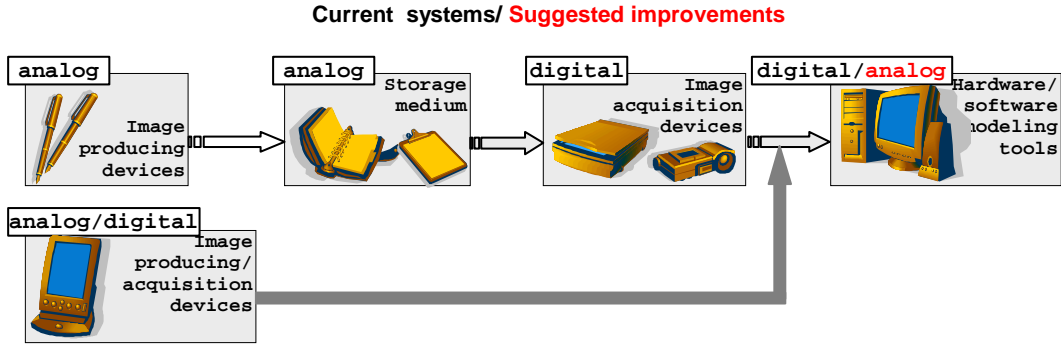 Current systems/ Suggested improvements
analog
Image
producing
devices
analog
Storage
medium
digital
Image
acquisition
devices
digital/analog
Hardware/
software
modeling
tools
analog/digital
Image
producing/
acquisition
devices